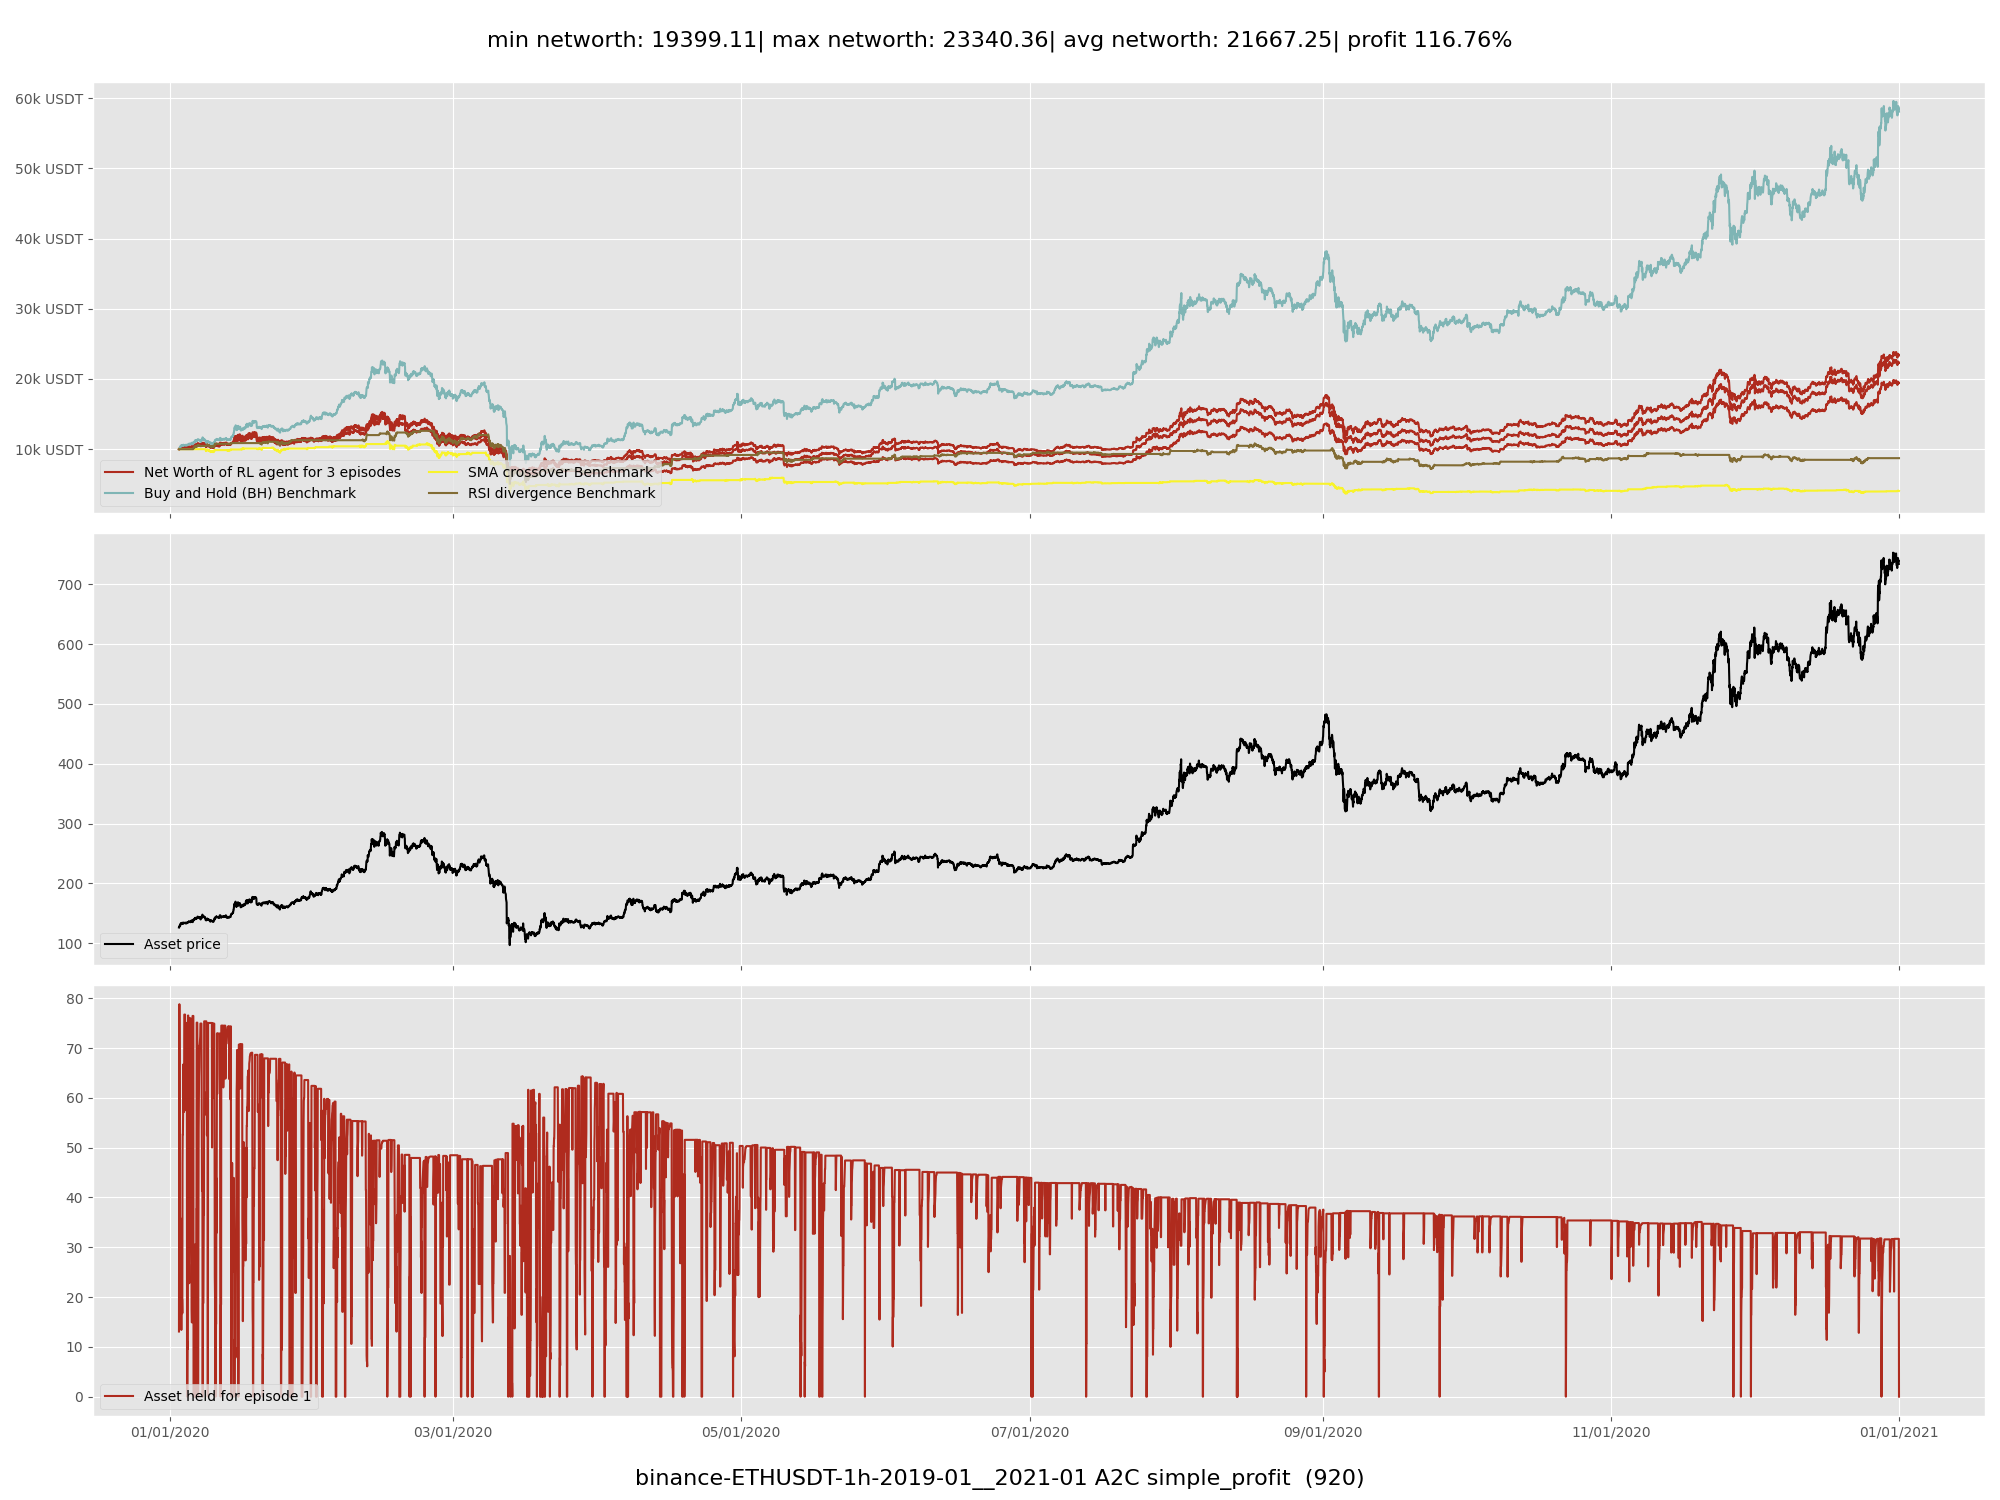 min networth: 19399.11| max networth: 23340.36| avg networth: 21667.25| profit 116.76%
60k USDT
50k USDT
40k USDT
30k USDT
20k USDT
10k USDT
Net Worth of RL agent for 3 episodes
Buy and Hold (BH) Benchmark
SMA crossover Benchmark
RSI divergence Benchmark
700
600
500
400
300
200
100
Asset price
80
70
60
50
40
30
20
10
0
Asset held for episode 1
01/01/2020 03/01/2020 05/01/2020 07/01/2020 09/01/2020 11/01/2020 01/01/2021
binance-ETHUSDT-1h-2019-01__2021-01 A2C simple_profit (920)